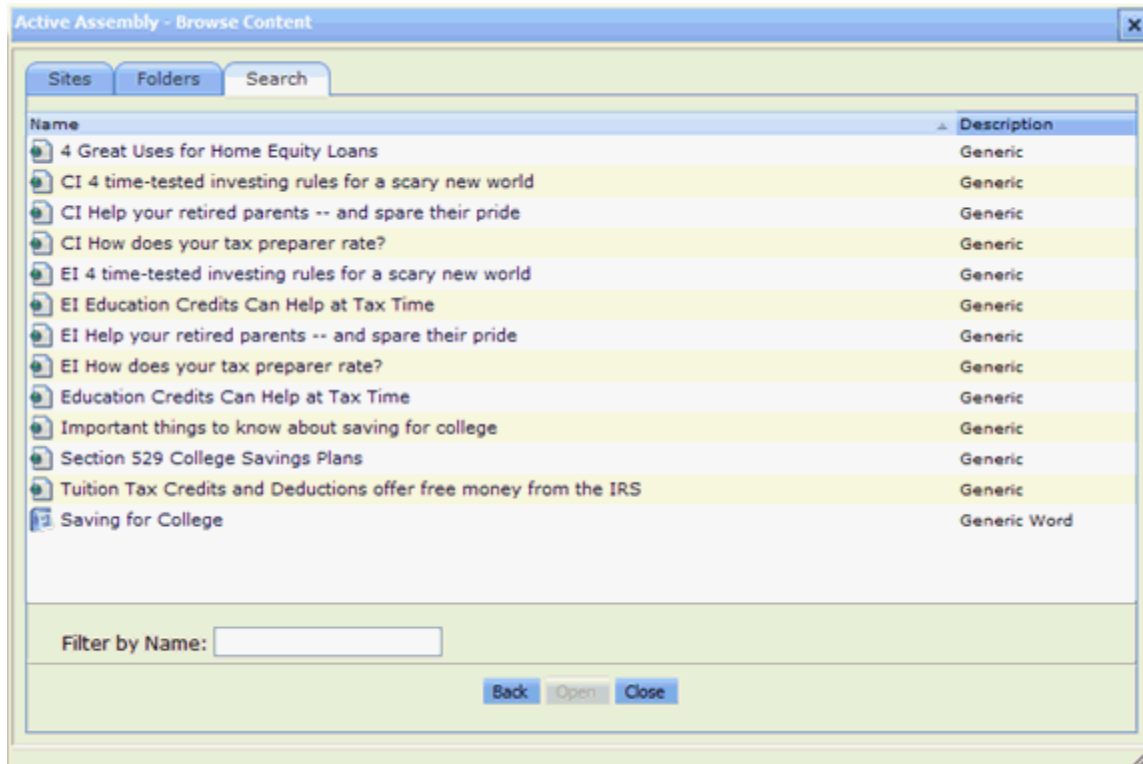 Active Assembly - Browse Content
Sites Folders Search
Name Description
4 Great Uses for Home Equity Loans Generic
CI 4 time-tested investing rules for a scary new world Generic
CI Help your retired parents -- and spare their pride Generic
CI How does your tax preparer rate? Generic
EI 4 time-tested investing rules for a scary new world Generic
EI Education Credits Can Help at Tax Time Generic
EI Help your retired parents -- and spare their pride Generic
EI How does your tax preparer rate? Generic
Education Credits Can Help at Tax Time Generic
Important things to know about saving for college Generic
Section 529 College Savings Plans Generic
Tuition Tax Credits and Deductions offer free money from the IRS Generic
Saving for College Generic Word
Filter by Name:
Back Open Close